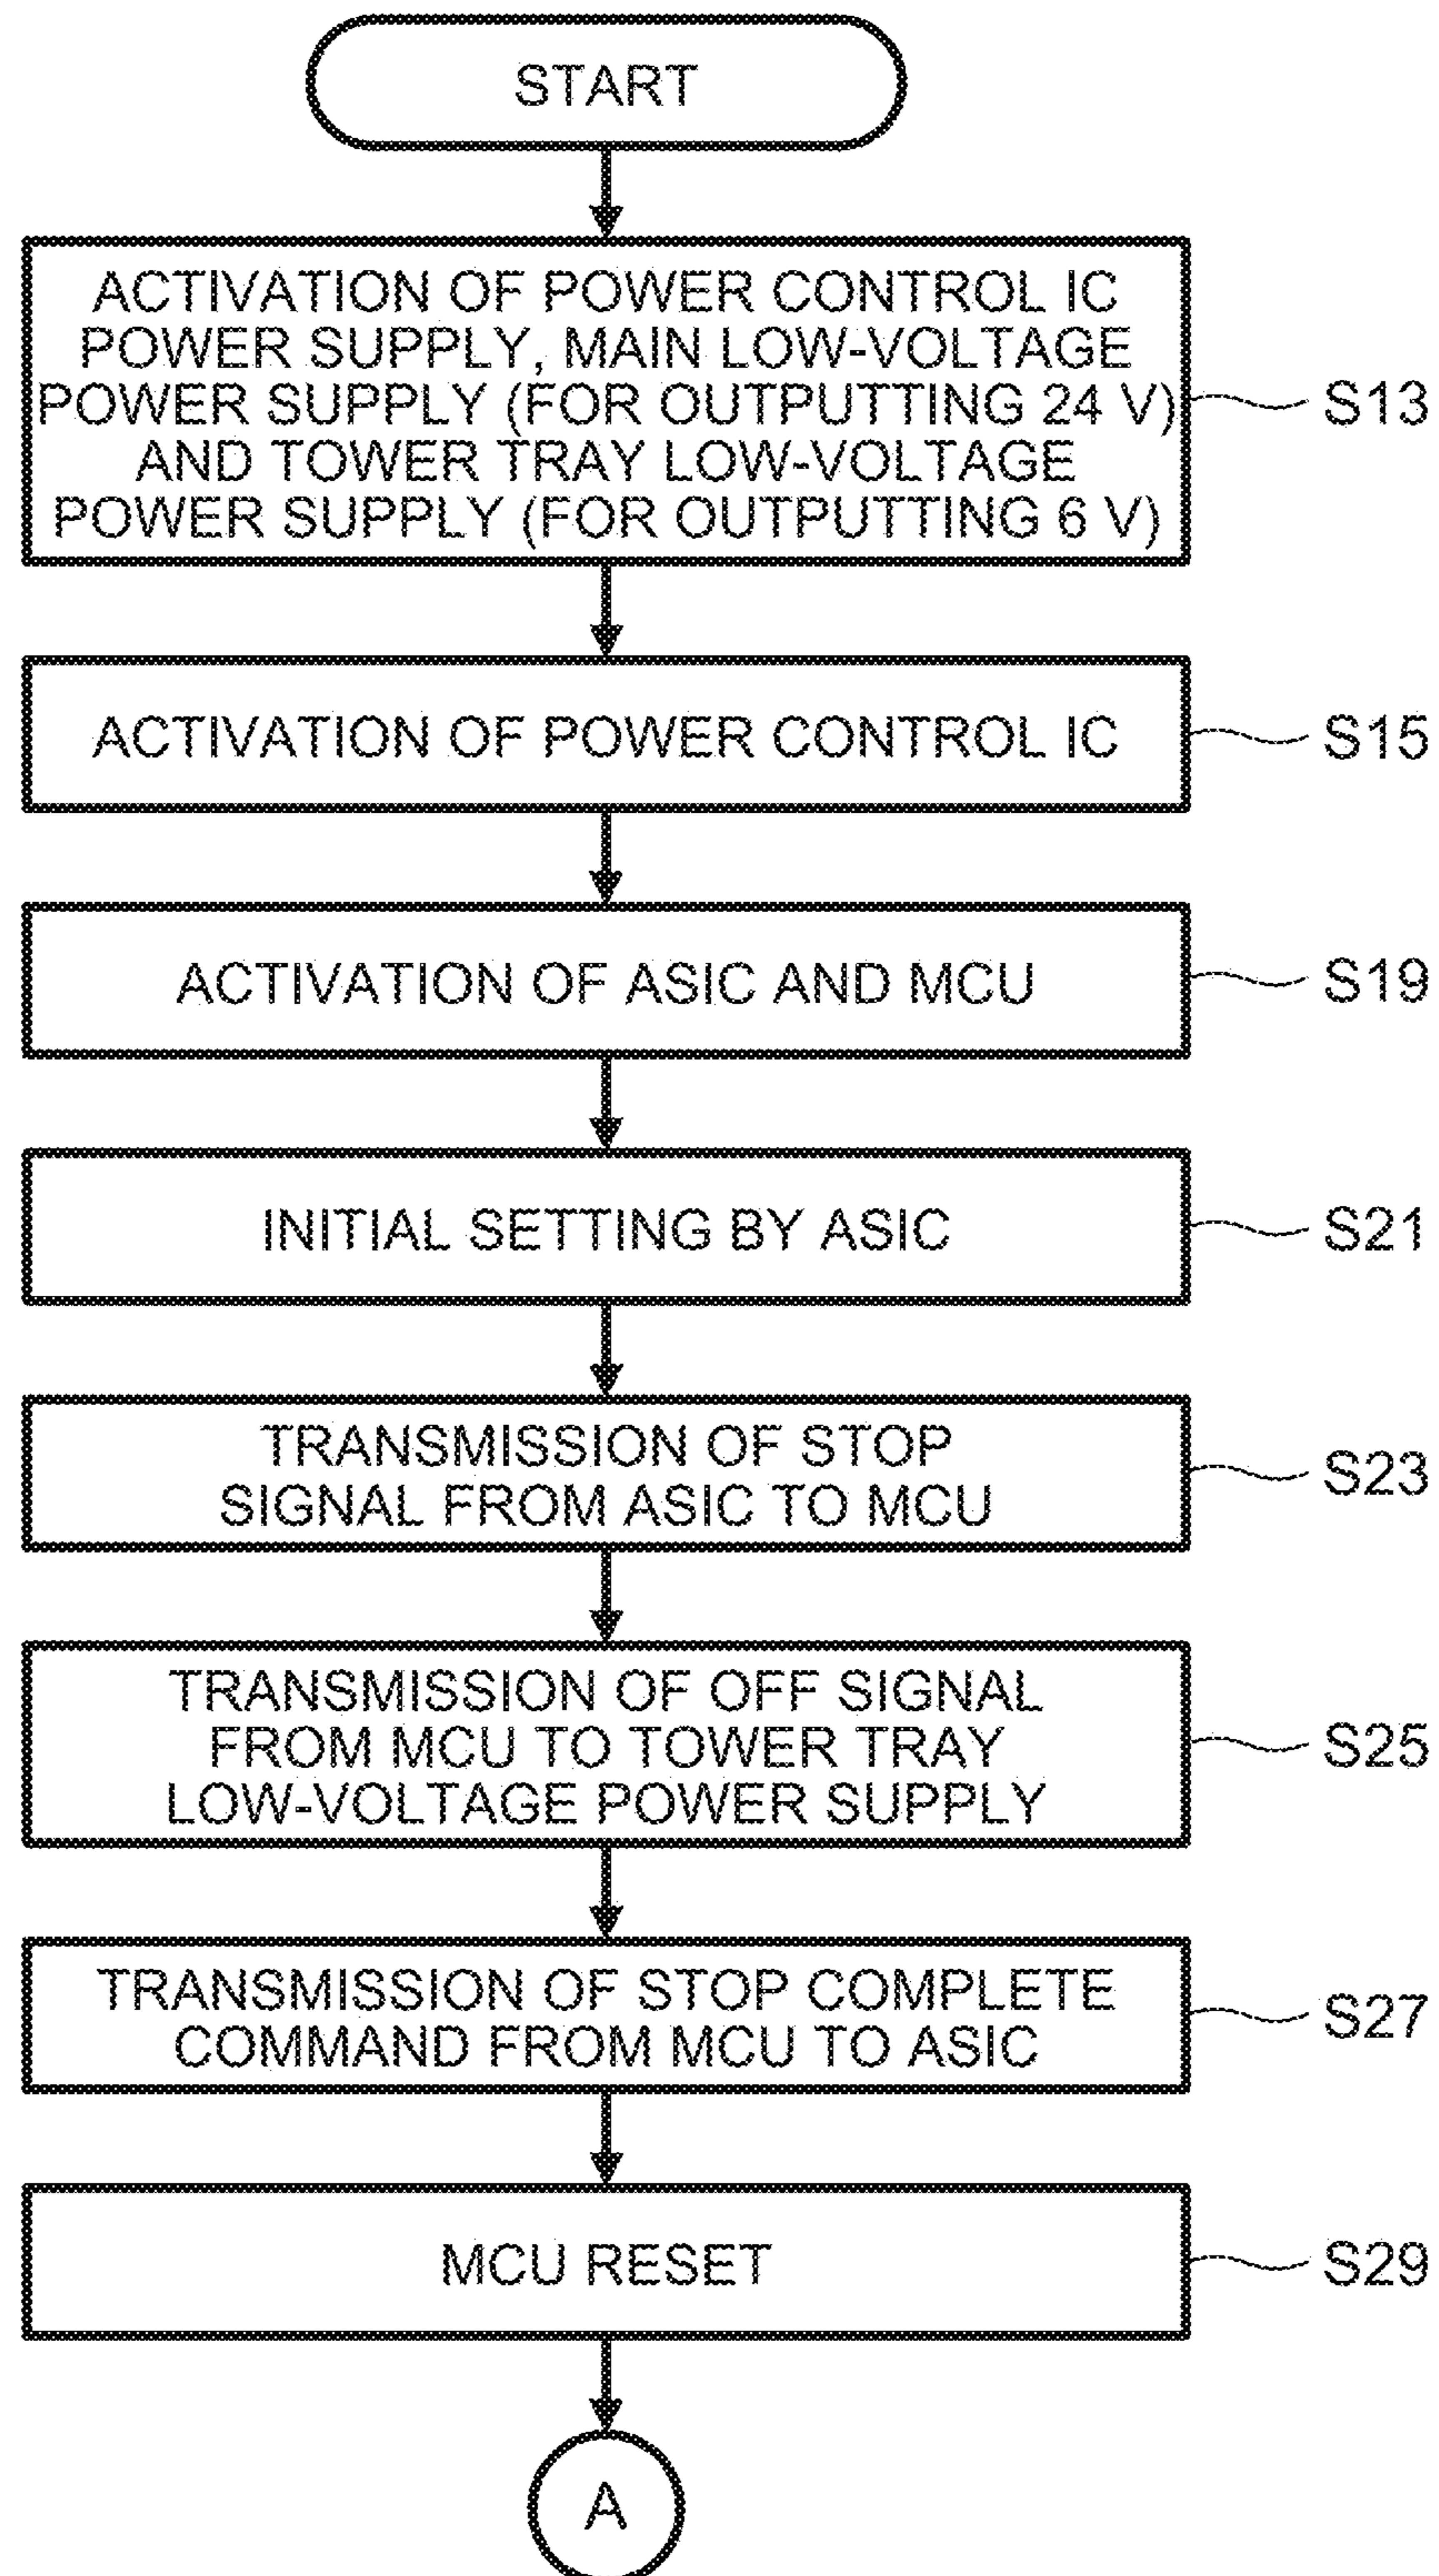 START
ACTIVATION OF POWER CONTROL IC
POWER SUPPLY, MAIN LOW-VOLTAGE
POWER SUPPLY (FOR OUTPUTTING 24 V)
AND TOWER TRAY LOW-VOLTAGE
POWER SUPPLY (FOR OUTPUTTING 6 V)
S13
ACTIVATION OF POWER CONTROL IC
S15
ACTIVATION OF ASIC AND MCU
S19
INITIAL SETTING BY ASIC
S21
TRANSMISSION OF STOP
SIGNAL FROM ASIC TO MCU
S23
TRANSMISSION OF OFF SIGNAL
FROM MCU TO TOWER TRAY
LOW-VOLTAGE POWER SUPPLY
S25
TRANSMISSION OF STOP COMPLETE
COMMAND FROM MCU TO ASIC
S27
MCU RESET
S29
A